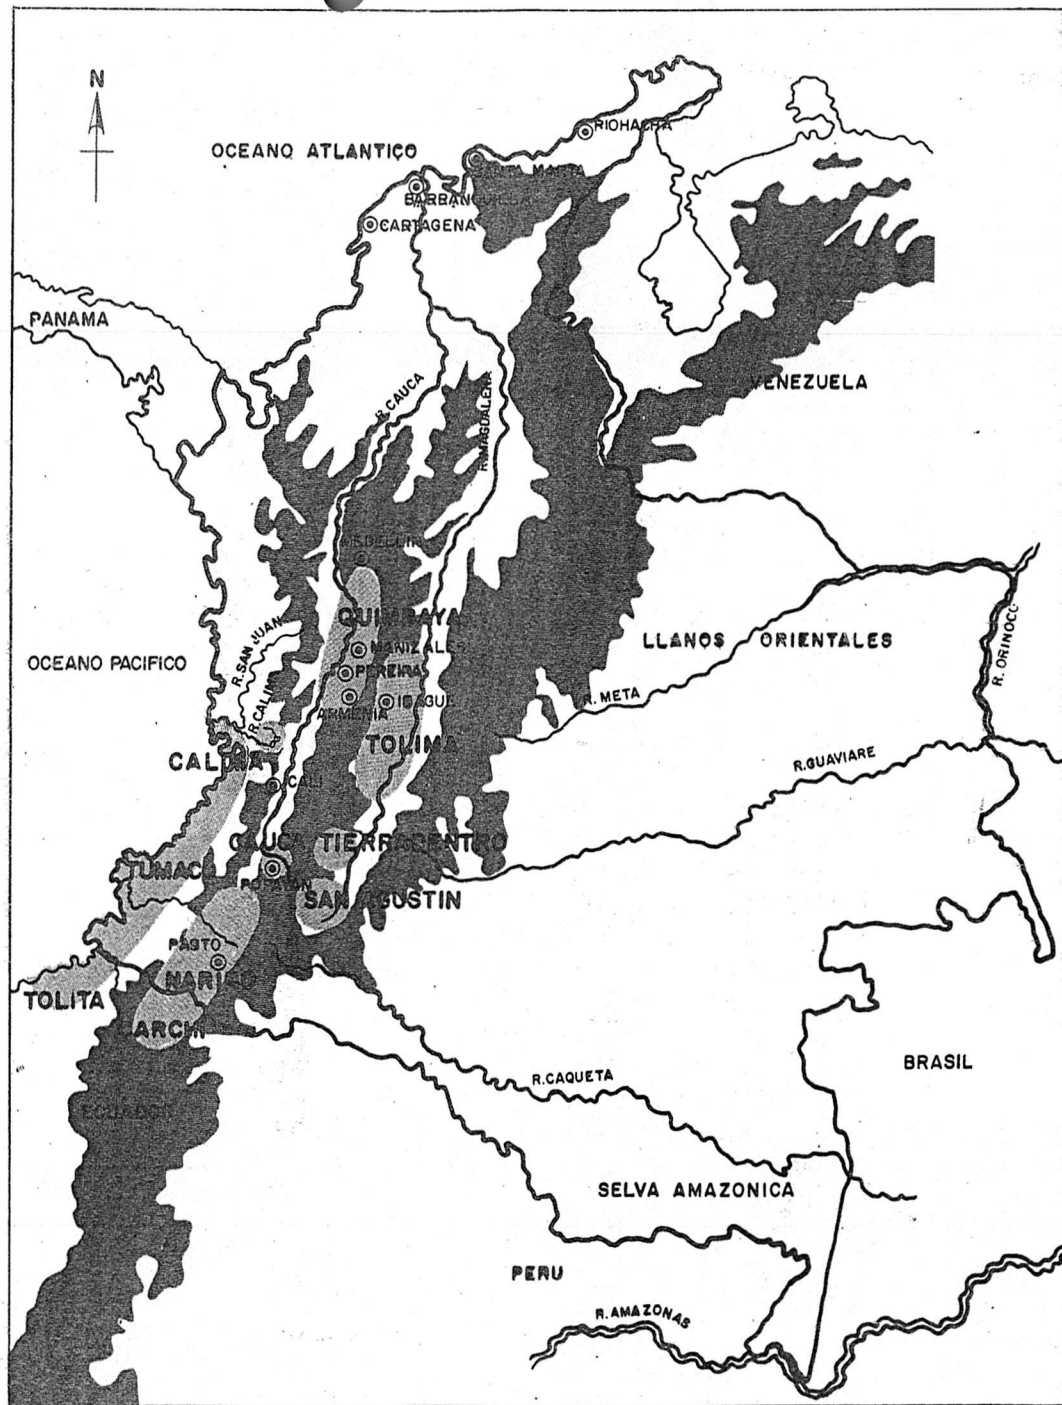 N
RIOHACHA
OCEANO ATLANTICO
SANTA MARTA
BARRANQUILLA
CARTAGENA
PANAMA
R. CAUCA
R. MAGDALENA
VENEZUELA
MEDELLIN
QUIMBAYA
R. SAN JUAN
MANIZALES
LLANOS ORIENTALES
R. ORINOCO
OCEANO PACIFICO
PEREIRA
R. CALIMA
ARMENIA
IBAGUE
R. META
TOLIMA
CALIMA
R. GUAVIARE
CALI
CAUCA
TIERRADENTRO
TUMACO
POPAYAN
SAN AGUSTIN
PASTO
NARIÑO
TOLITA
BRASIL
R. CAQUETA
ECUADOR
SELVA AMAZONICA
PERU
R. AMAZONAS